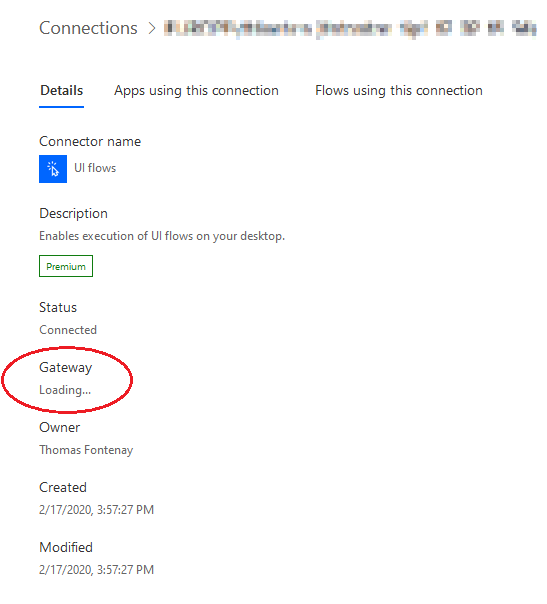 Connections >
Details Apps using this connection Flows using this connection
Connector name
UI flows
Description
Enables execution of UI flows on your desktop.
Premium
Status
Connected
Gateway
Loading...
Owner
Thomas Fontenay
Created
2/17/2020, 3:57:27 PM
Modified
2/17/2020, 3:57:27 PM